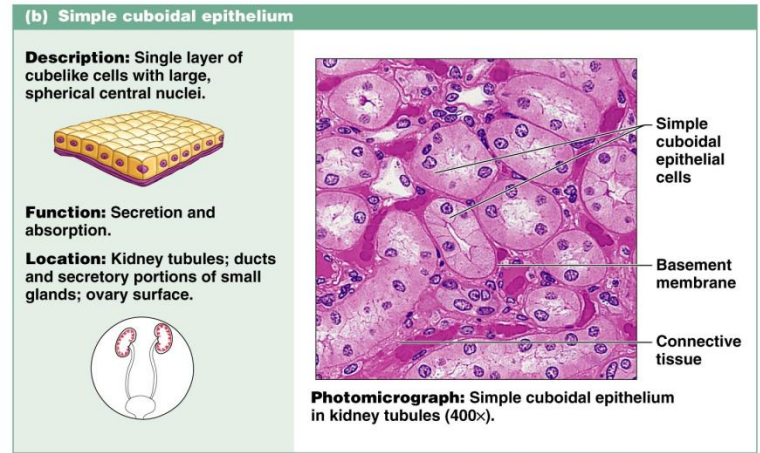 (b) Simple cuboidal epithelium
Description: Single layer of
cubelike cells with large,
spherical central nuclei.
Function: Secretion and
absorption.
Location: Kidney tubules; ducts
and secretory portions of small
glands; ovary surface.
Simple
cuboidal
epithelial
cells
Basement
membrane
Connective
tissue
Photomicrograph: Simple cuboidal epithelium
in kidney tubules (400×).